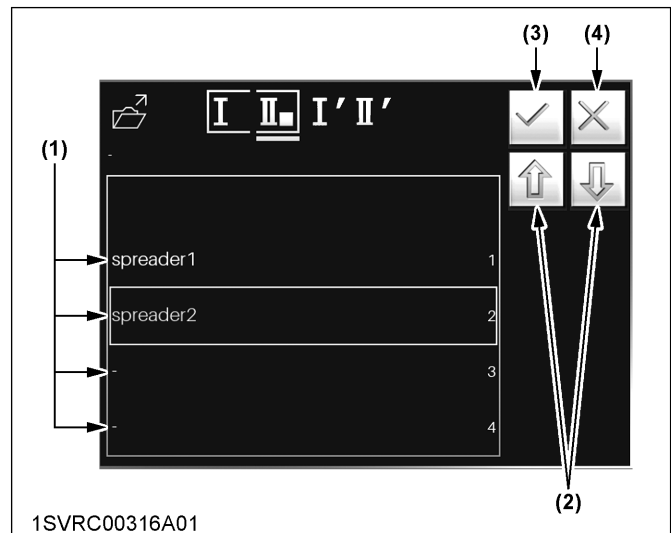 (3) (4)
I II I' II'
(1)
-
spreader1 1
spreader2 2
- 3
- 4
(2)
1SVRC00316A01